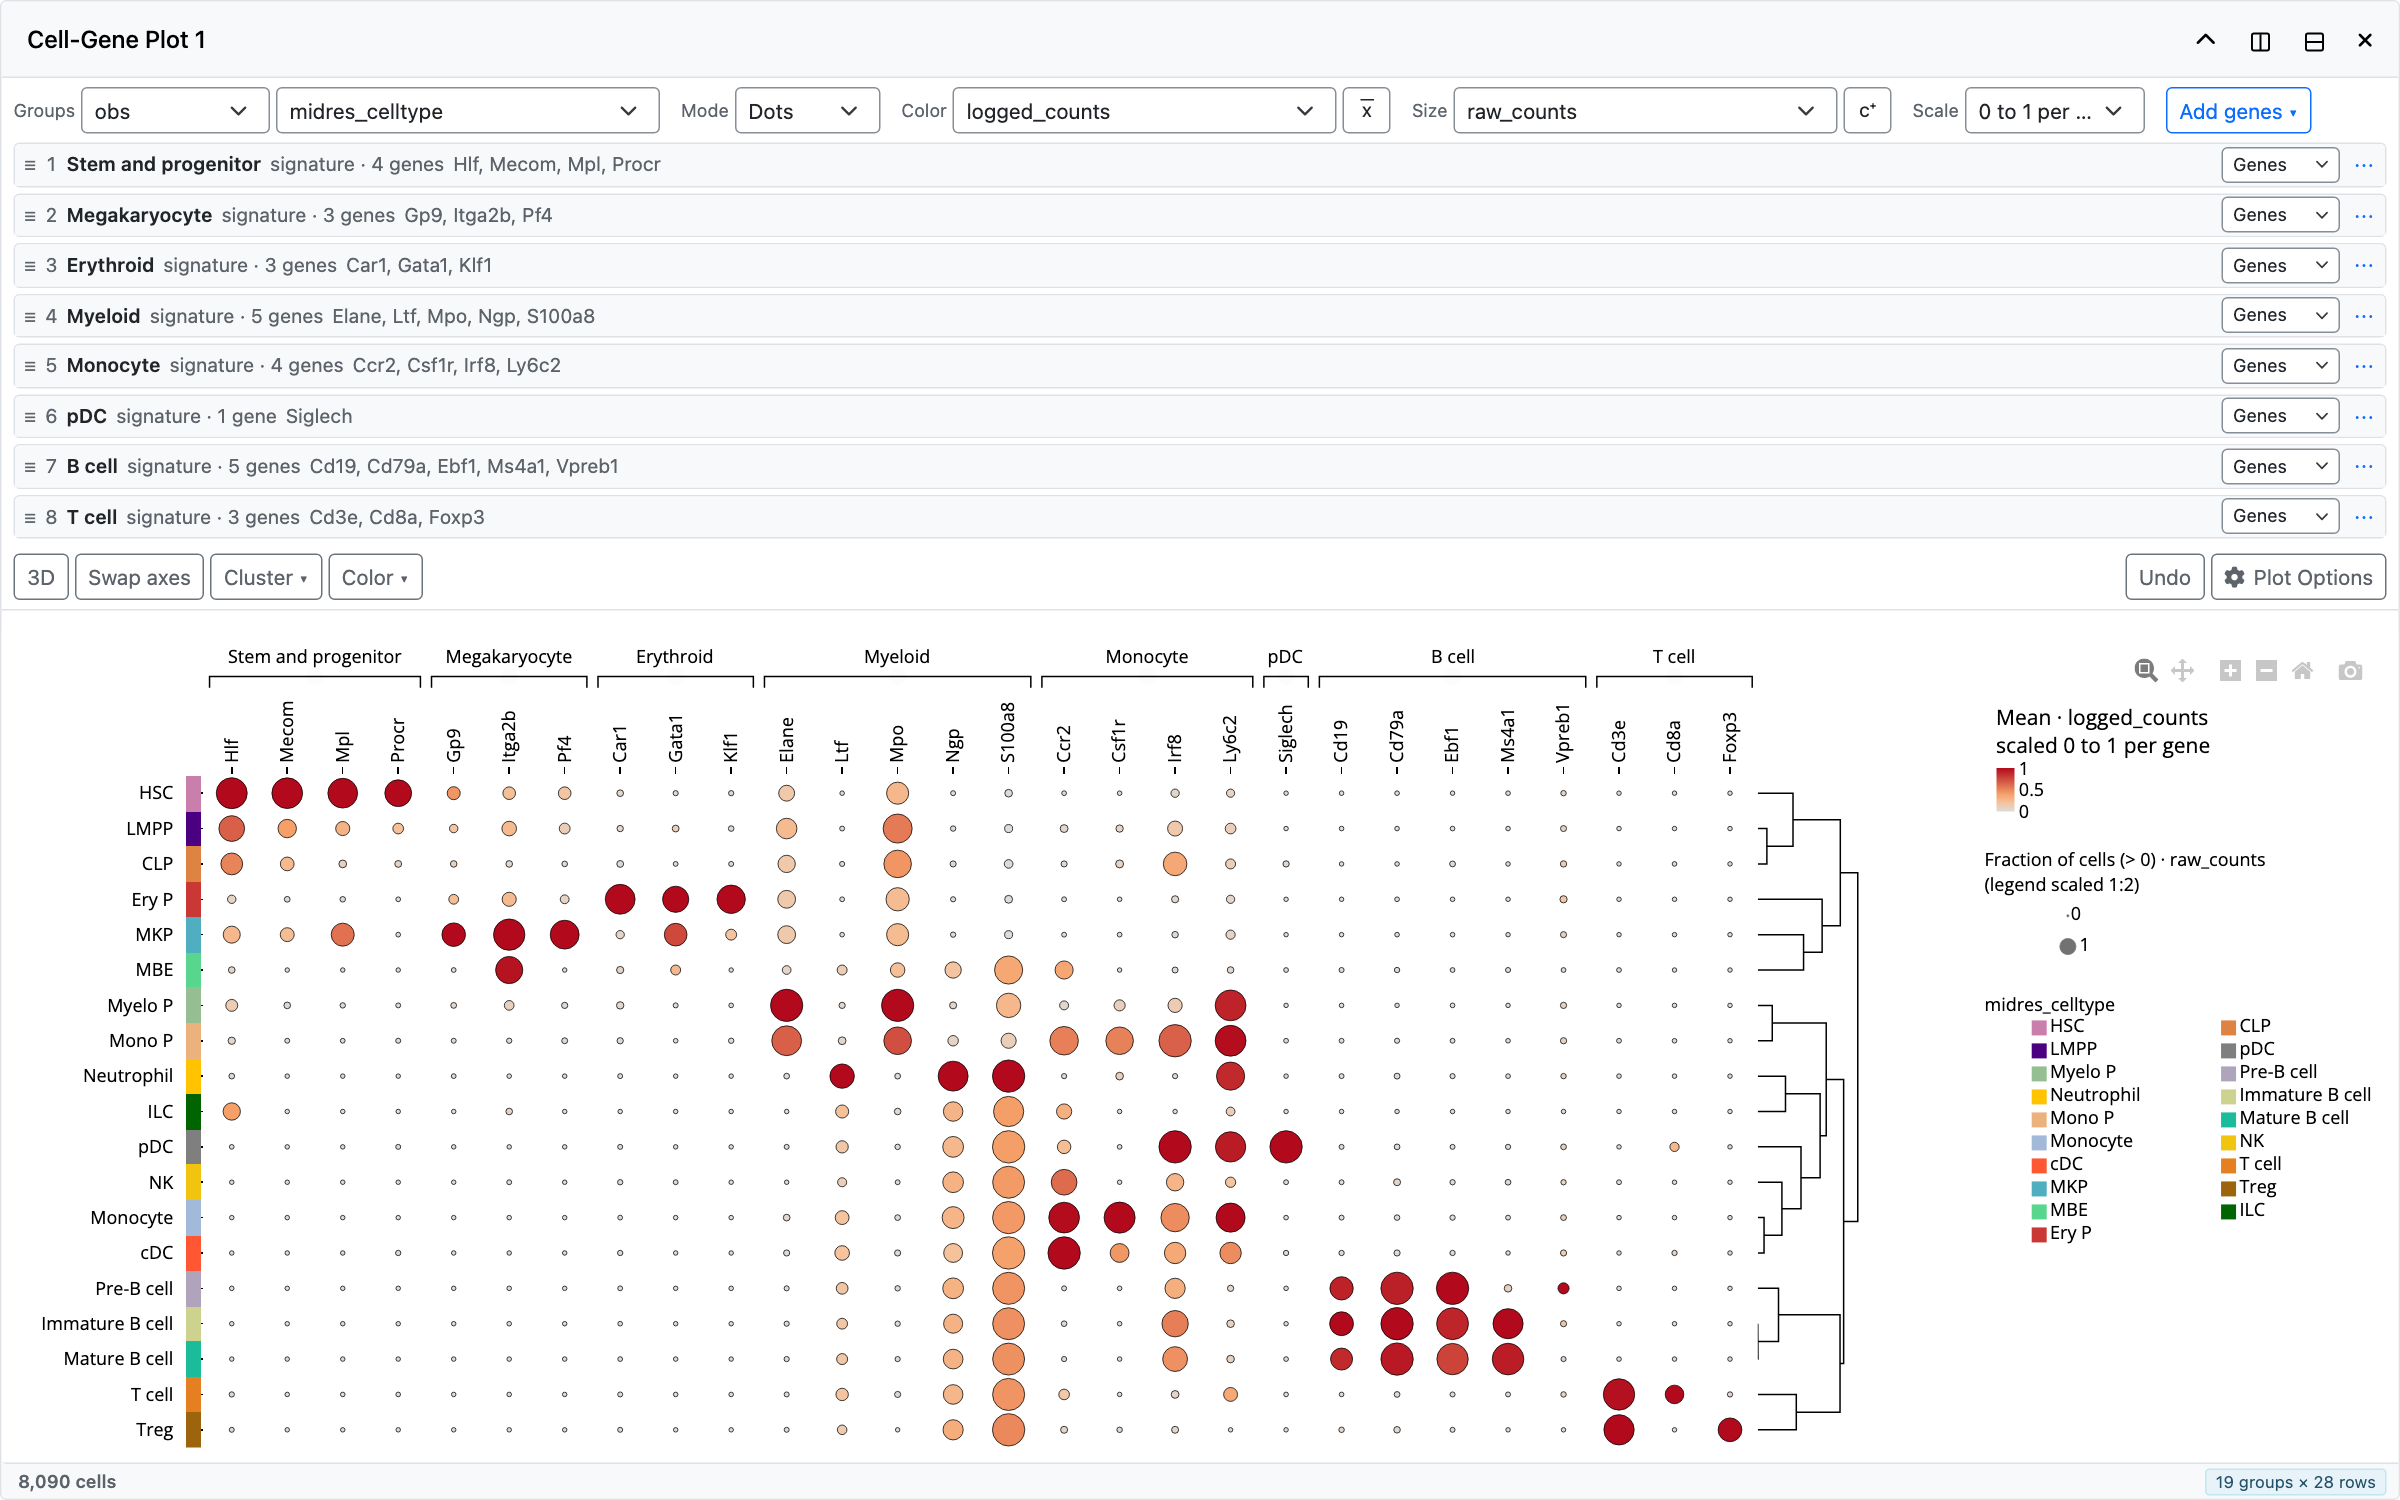 Cell-Gene Plot 1
Groups obs midres_celltype Mode Dots Color logged_counts x Size raw_counts c+ Scale 0 to 1 per ... Add genes
1 Stem and progenitor signature · 4 genes Hlf, Mecom, Mpl, Procr Genes ...
2 Megakaryocyte signature · 3 genes Gp9, Itga2b, Pf4 Genes ...
3 Erythroid signature · 3 genes Car1, Gata1, Klf1 Genes ...
4 Myeloid signature · 5 genes Elane, Ltf, Mpo, Ngp, S100a8 Genes ...
5 Monocyte signature · 4 genes Ccr2, Csf1r, Irf8, Ly6c2 Genes ...
6 pDC signature · 1 gene Siglech Genes ...
7 B cell signature · 5 genes Cd19, Cd79a, Ebf1, Ms4a1, Vpreb1 Genes ...
8 T cell signature · 3 genes Cd3e, Cd8a, Foxp3 Genes ...
3D Swap axes Cluster Color Undo Plot Options
Stem and progenitor Megakaryocyte Erythroid Myeloid Monocyte pDC B cell T cell
Hlf Mecom Mpl Procr Gp9 Itga2b Pf4 Car1 Gata1 Klf1 Elane Ltf Mpo Ngp S100a8 Ccr2 Csf1r Irf8 Ly6c2 Siglech Cd19 Cd79a Ebf1 Ms4a1 Vpreb1 Cd3e Cd8a Foxp3
HSC
LMPP
CLP
Ery P
MKP
MBE
Myelo P
Mono P
Neutrophil
ILC
pDC
NK
Monocyte
cDC
Pre-B cell
Immature B cell
Mature B cell
T cell
Treg
Mean · logged_counts
scaled 0 to 1 per gene
1
0.5
0
Fraction of cells (> 0) · raw_counts
(legend scaled 1:2)
0
1
midres_celltype
HSC CLP
LMPP pDC
Myelo P Pre-B cell
Neutrophil Immature B cell
Mono P Mature B cell
Monocyte NK
cDC T cell
MKP Treg
MBE ILC
Ery P
8,090 cells 19 groups × 28 rows